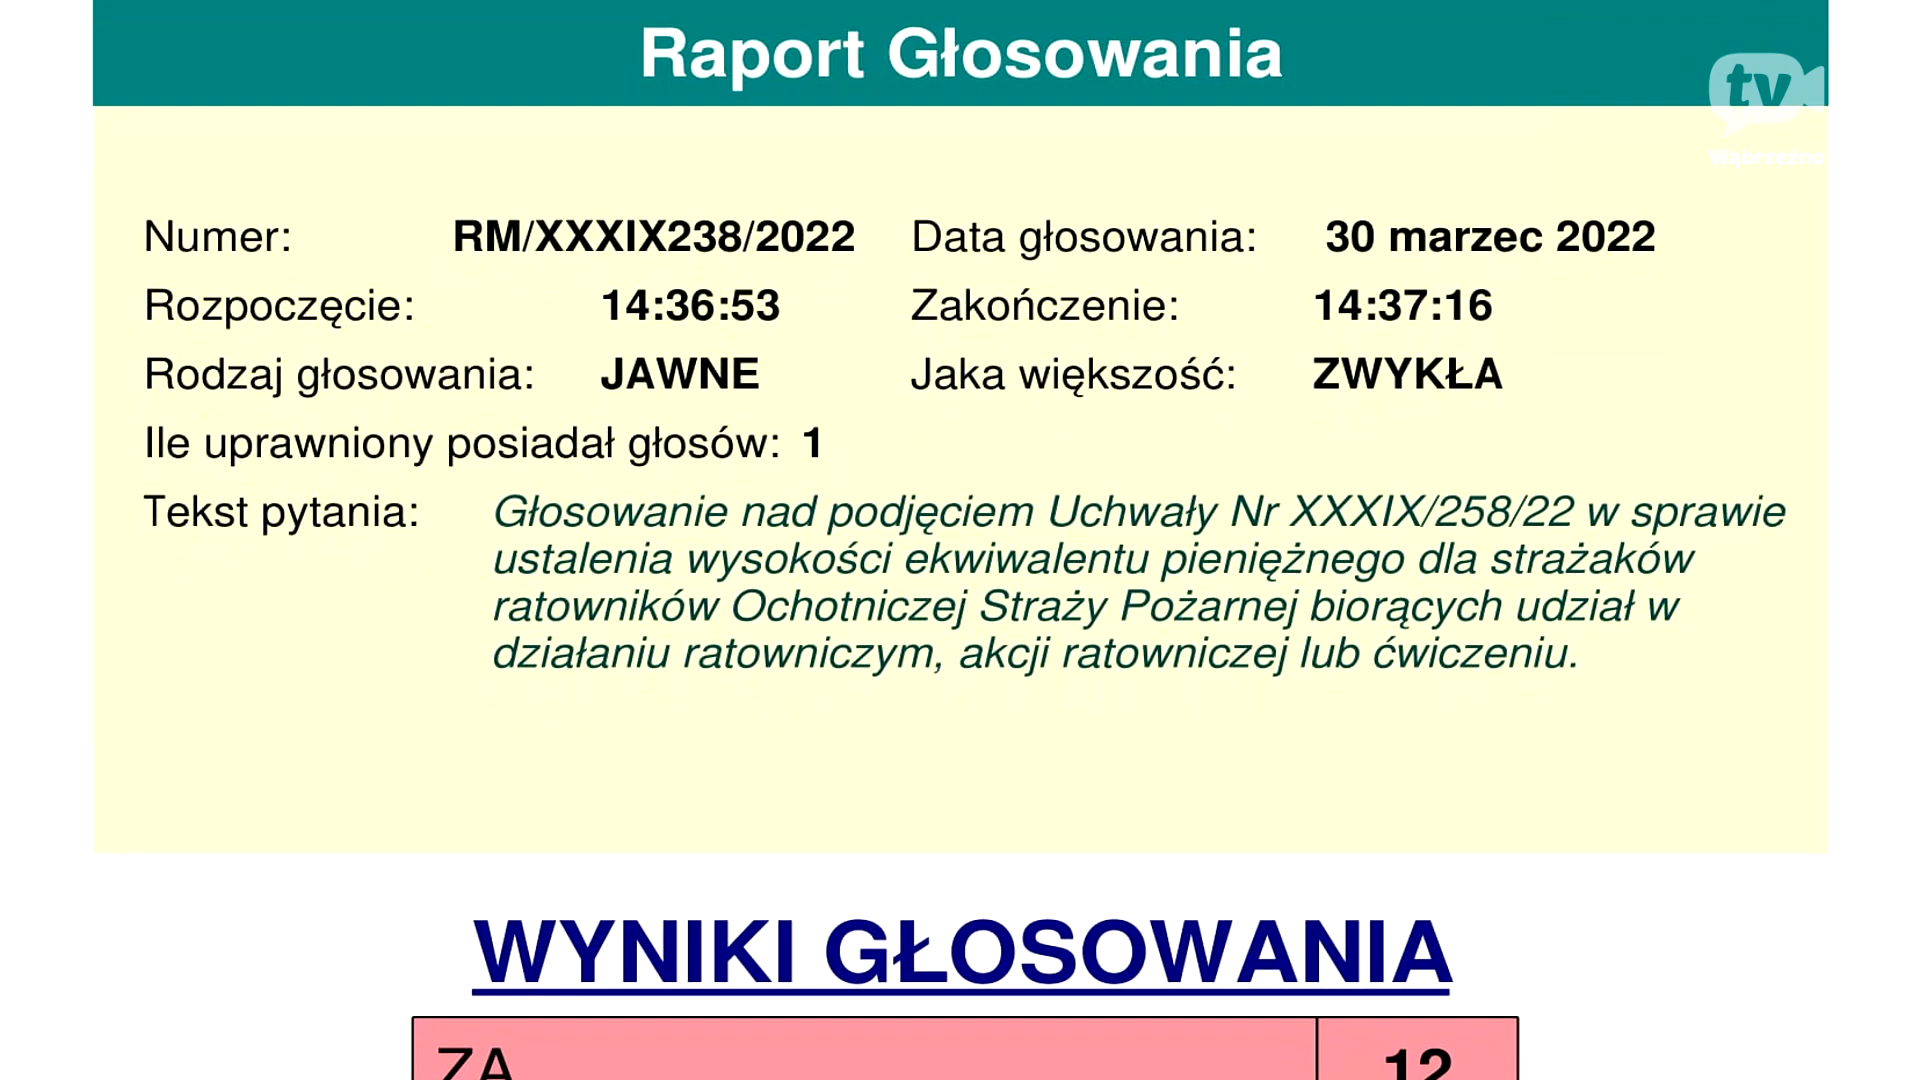 Raport Głosowania
tv
Wąbrzeźno
Numer: RM/XXXIX238/2022 Data głosowania: 30 marzec 2022
Rozpoczęcie: 14:36:53 Zakończenie: 14:37:16
Rodzaj głosowania: JAWNE Jaka większość: ZWYKŁA
Ile uprawniony posiadał głosów: 1
Tekst pytania: Głosowanie nad podjęciem Uchwały Nr XXXIX/258/22 w sprawie
ustalenia wysokości ekwiwalentu pieniężnego dla strażaków
ratowników Ochotniczej Straży Pożarnej biorących udział w
działaniu ratowniczym, akcji ratowniczej lub ćwiczeniu.
WYNIKI GŁOSOWANIA
ZA 12